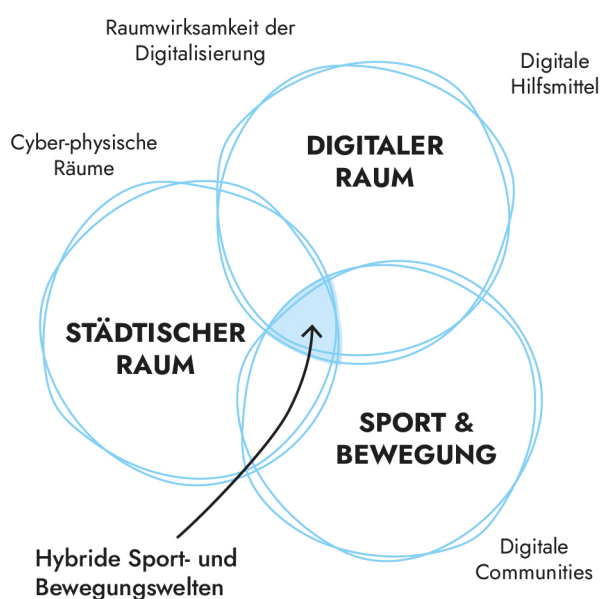 Raumwirksamkeit der
Digitalisierung
Digitale
Hilfsmittel
Cyber-physische
Räume
DIGITALER
RAUM
STÄDTISCHER
RAUM
SPORT &
BEWEGUNG
Hybride Sport- und
Bewegungswelten
Digitale
Communities